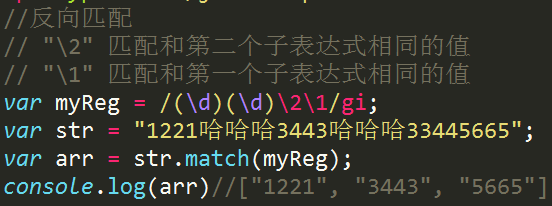 //反向匹配
// "\2" 匹配和第二个子表达式相同的值
// "\1" 匹配和第一个子表达式相同的值
var myReg = /(\d)(\d)\2\1/gi;
var str = "1221哈哈哈3443哈哈哈33445665";
var arr = str.match(myReg);
console.log(arr)//["1221", "3443", "5665"]